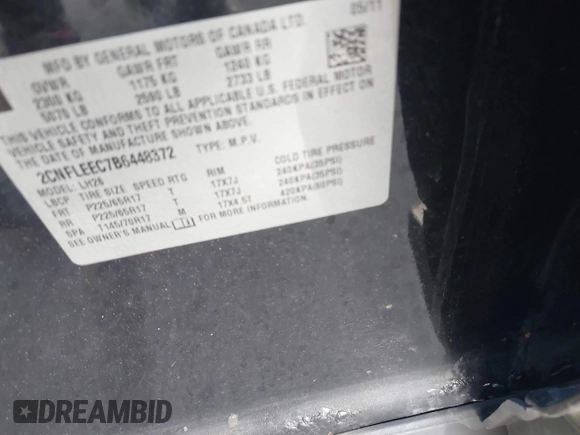 MFD BY GENERAL MOTORS OF CANADA LTD. 05/11
GVWR GAWR FRT GAWR RR
2300 KG 1175 KG 1240 KG
5070 LB 2590 LB 2733 LB
THIS VEHICLE CONFORMS TO ALL APPLICABLE U.S. FEDERAL MOTOR
VEHICLE SAFETY AND THEFT PREVENTION STANDARDS IN EFFECT ON
THE DATE OF MANUFACTURE SHOWN ABOVE.
2CNFLEEC7B6448372 TYPE: M.P.V.
MODEL: LH26
LBCP TIRE SIZE SPEED RTG RIM COLD TIRE PRESSURE
FRT P225/65R17 T 17X7J 240KPA(35PSI)
RR P225/65R17 T 17X7J 240KPA(35PSI)
SPA T145/70R17 M 17X4.5T 420KPA(60PSI)
SEE OWNER'S MANUAL
DREAMBID